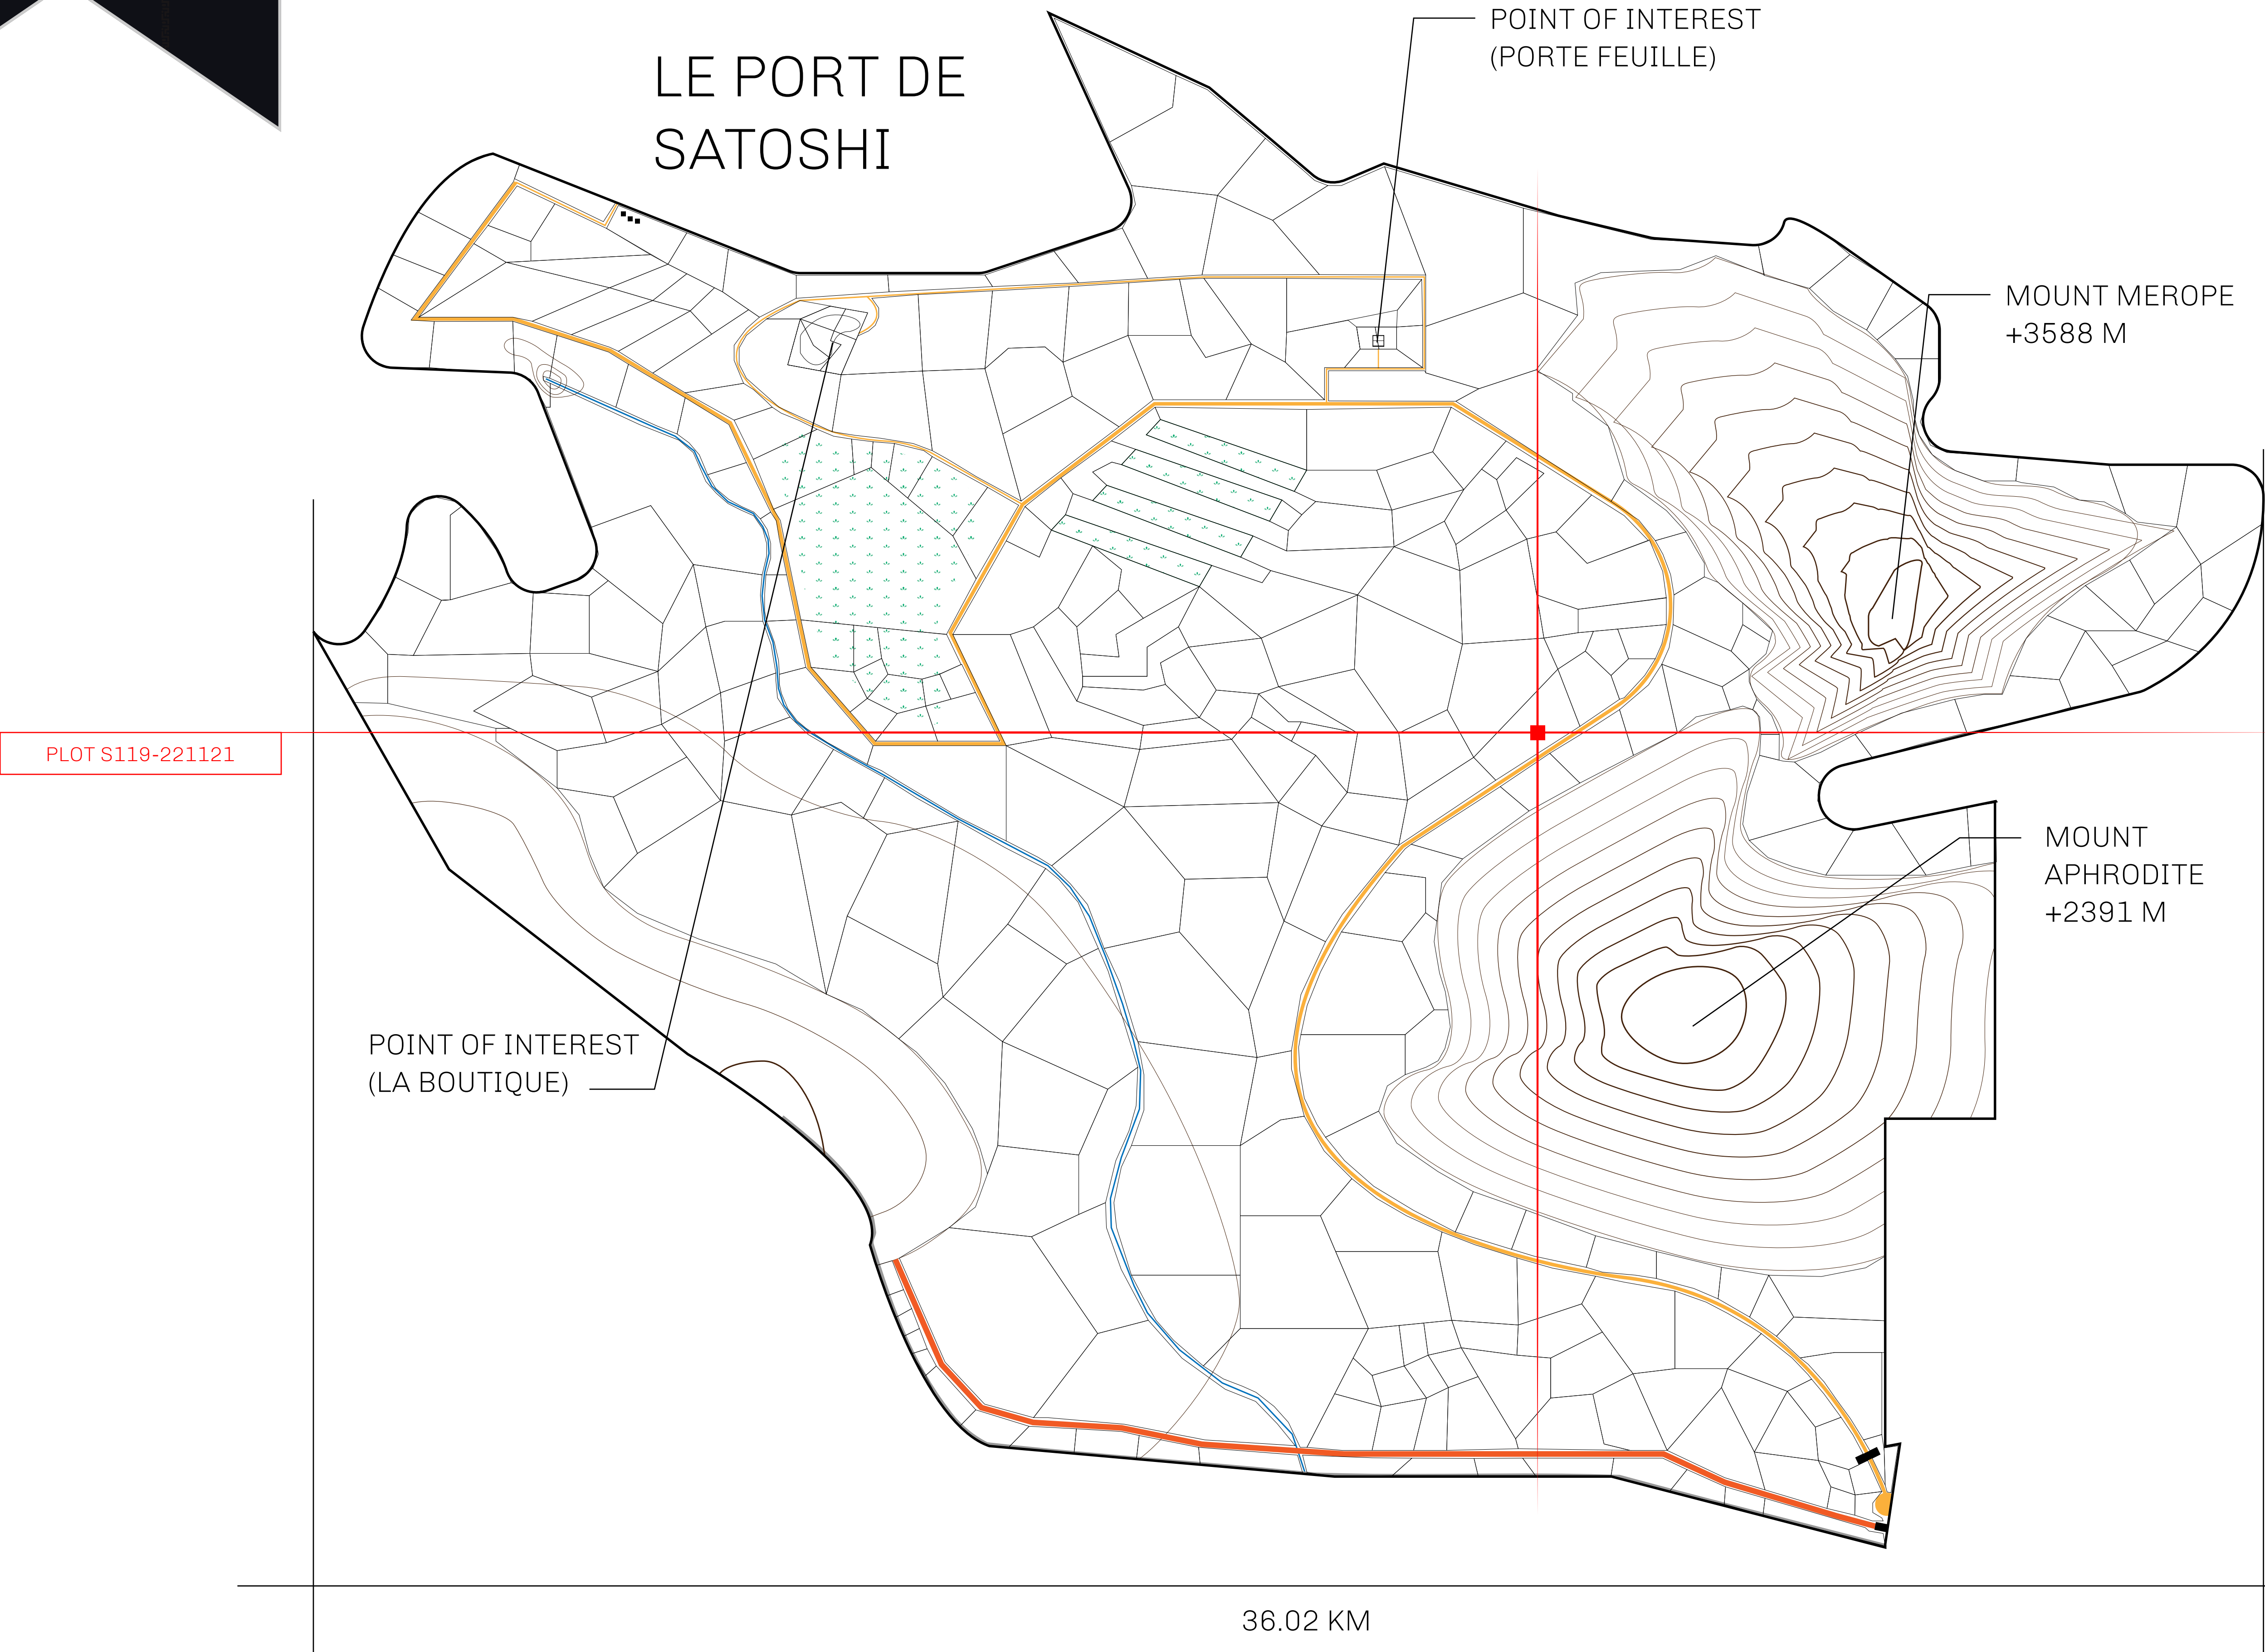 LE PORT DE
SATOSHI
POINT OF INTEREST
(PORTE FEUILLE)
MOUNT MEROPE
+3588 M
PLOT S119-221121
MOUNT
APHRODITE
+2391 M
POINT OF INTEREST
(LA BOUTIQUE)
36.02 KM